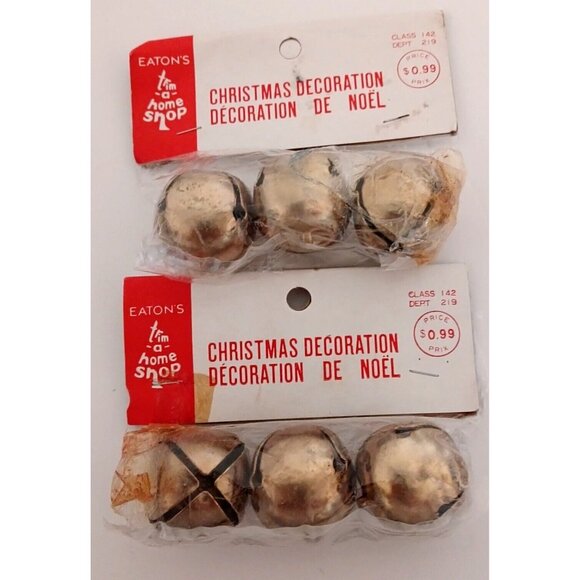 EATON'S
trim
-a-
home
shop
CHRISTMAS DECORATION
DÉCORATION DE NOËL
CLASS 142
DEPT 219
PRICE
$0.99
PRIX
EATON'S
trim
-a-
home
shop
CHRISTMAS DECORATION
DÉCORATION DE NOËL
CLASS 142
DEPT 219
PRICE
$0.99
PRIX